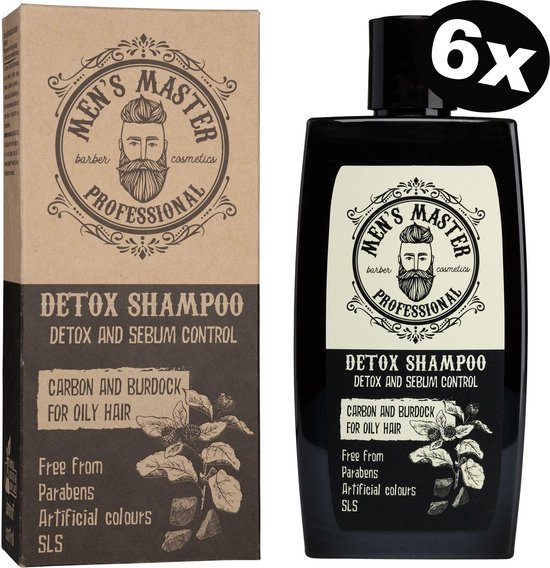 MEN'S MASTER
barber cosmetics
PROFESSIONAL
DETOX SHAMPOO
DETOX AND SEBUM CONTROL
CARBON AND BURDOCK
FOR OILY HAIR
Free from
Parabens
Artificial colours
SLS
6x
MEN'S MASTER
barber cosmetics
PROFESSIONAL
DETOX SHAMPOO
DETOX AND SEBUM CONTROL
CARBON AND BURDOCK
FOR OILY HAIR
Free from
Parabens
Artificial colours
SLS